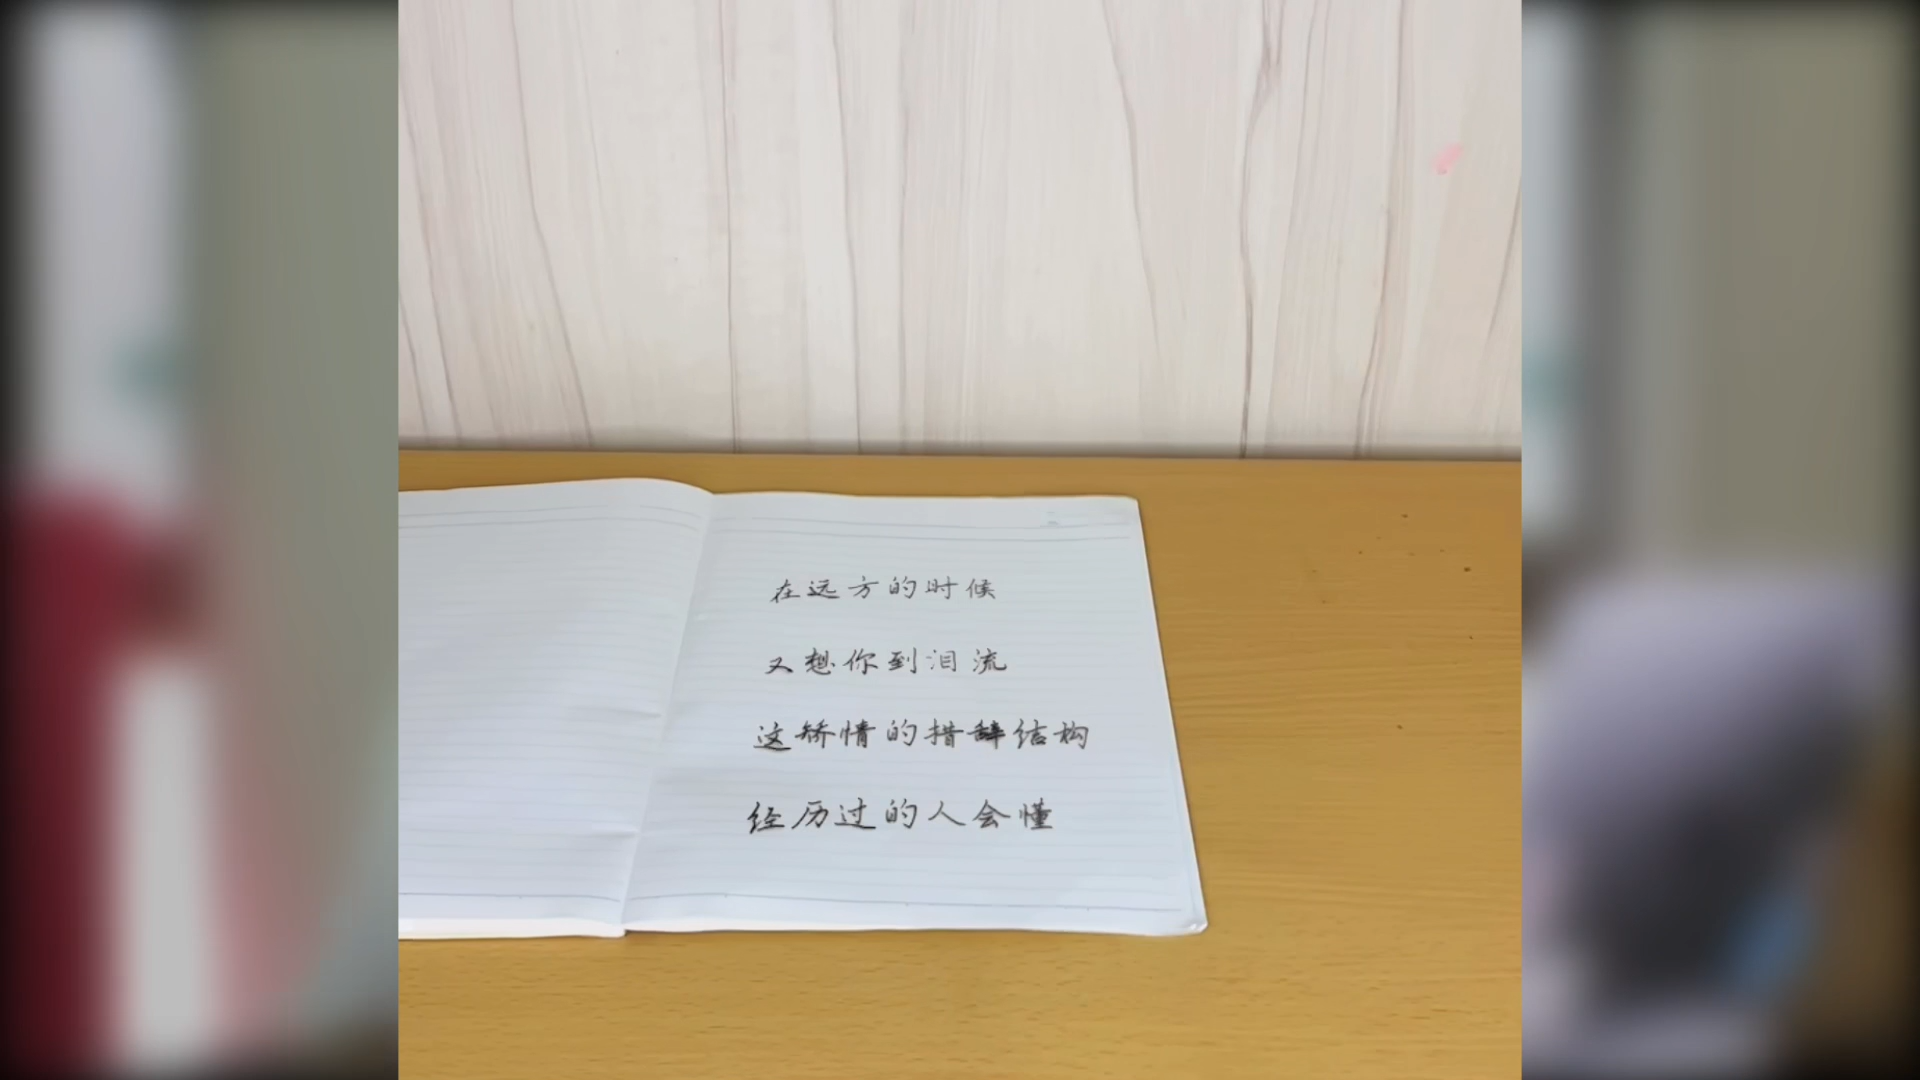 在远方的时候
又想你到泪流
这矫情的措辞结构
经历过的人会懂